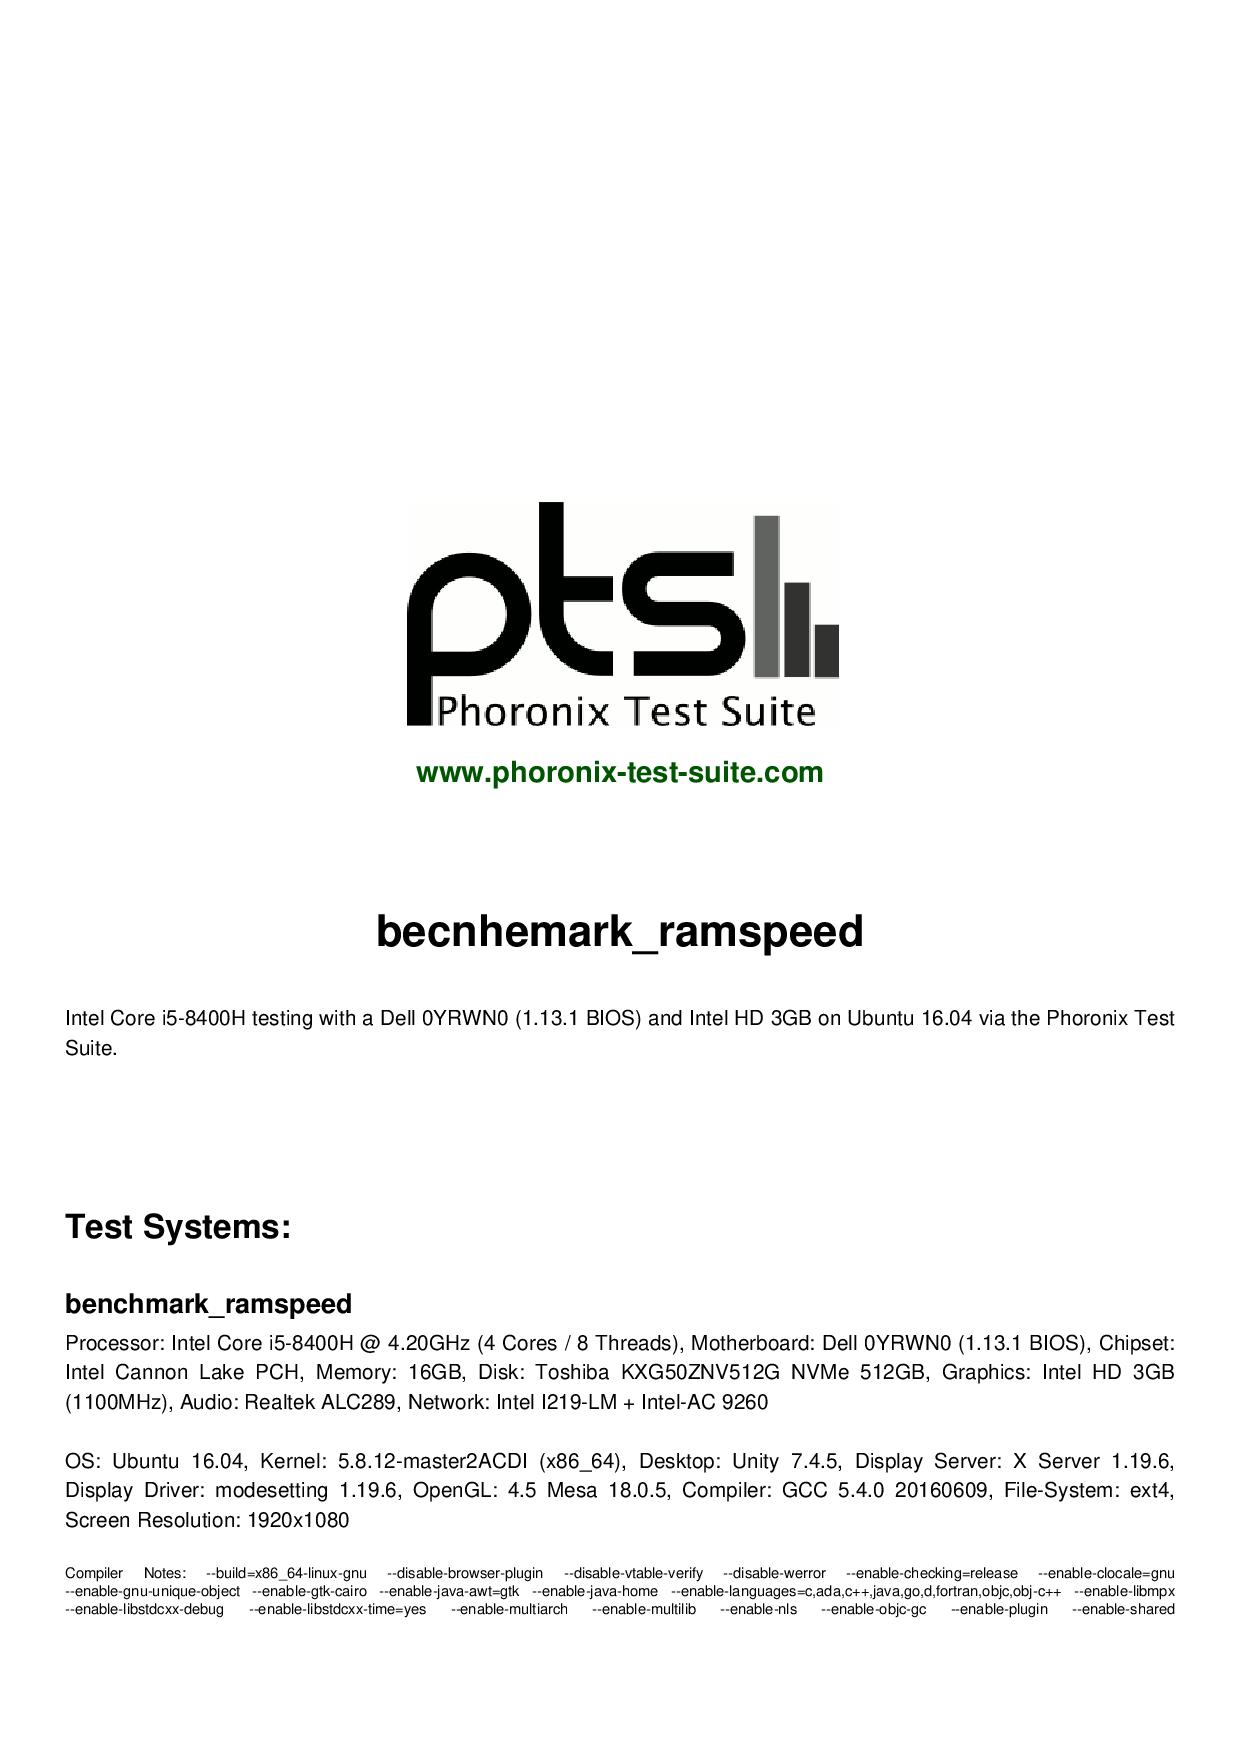 pts
Phoronix Test Suite
www.phoronix-test-suite.com
becnhemark_ramspeed
Intel Core i5-8400H testing with a Dell 0YRWN0 (1.13.1 BIOS) and Intel HD 3GB on Ubuntu 16.04 via the Phoronix Test
Suite.
Test Systems:
benchmark_ramspeed
Processor: Intel Core i5-8400H @ 4.20GHz (4 Cores / 8 Threads), Motherboard: Dell 0YRWN0 (1.13.1 BIOS), Chipset:
Intel Cannon Lake PCH, Memory: 16GB, Disk: Toshiba KXG50ZNV512G NVMe 512GB, Graphics: Intel HD 3GB
(1100MHz), Audio: Realtek ALC289, Network: Intel I219-LM + Intel-AC 9260
OS: Ubuntu 16.04, Kernel: 5.8.12-master2ACDI (x86_64), Desktop: Unity 7.4.5, Display Server: X Server 1.19.6,
Display Driver: modesetting 1.19.6, OpenGL: 4.5 Mesa 18.0.5, Compiler: GCC 5.4.0 20160609, File-System: ext4,
Screen Resolution: 1920x1080
Compiler Notes: --build=x86_64-linux-gnu --disable-browser-plugin --disable-vtable-verify --disable-werror --enable-checking=release --enable-clocale=gnu
--enable-gnu-unique-object --enable-gtk-cairo --enable-java-awt=gtk --enable-java-home --enable-languages=c,ada,c++,java,go,d,fortran,objc,obj-c++ --enable-libmpx
--enable-libstdcxx-debug --enable-libstdcxx-time=yes --enable-multiarch --enable-multilib --enable-nls --enable-objc-gc --enable-plugin --enable-shared